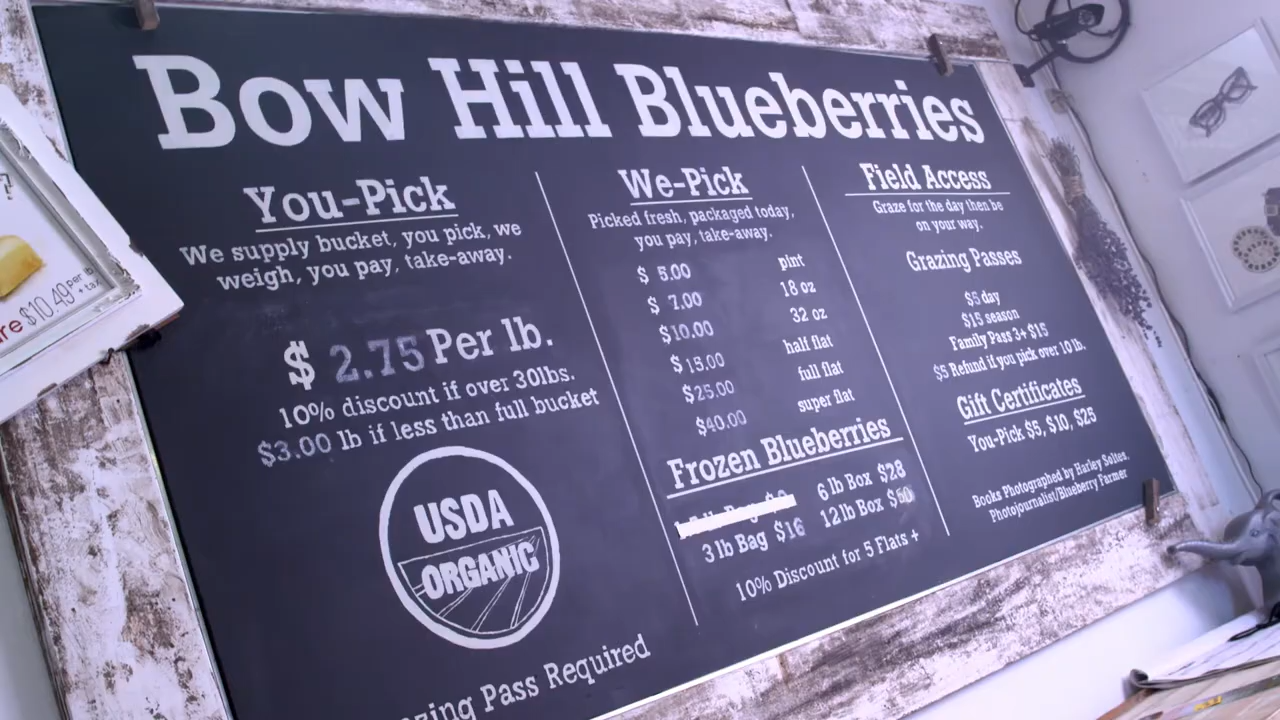 Bow Hill Blueberries
You-Pick
We supply bucket, you pick, we
weigh, you pay, take-away.
$ 2.75 Per lb.
10% discount if over 30lbs.
$3.00 lb if less than full bucket
USDA
ORGANIC
Pass Required
We-Pick
Picked fresh, packaged today,
you pay, take-away.
$ 5.00 pint
$ 7.00 18 oz
$10.00 32 oz
$15.00 half flat
$25.00 full flat
$40.00 super flat
Frozen Blueberries
6 lb Box $28
3 lb Bag $16 12 lb Box $50
10% Discount for 5 Flats +
Field Access
Graze for the day then be
on your way.
Grazing Passes
$5 day
$15 season
Family Pass 3+ $15
$5 Refund if you pick over 10 lb.
Gift Certificates
You-Pick $5, $10, $25
Books Photographed by Harley Soltes,
Photojournalist/Blueberry Farmer
?
$10.49 per lb
+ tax